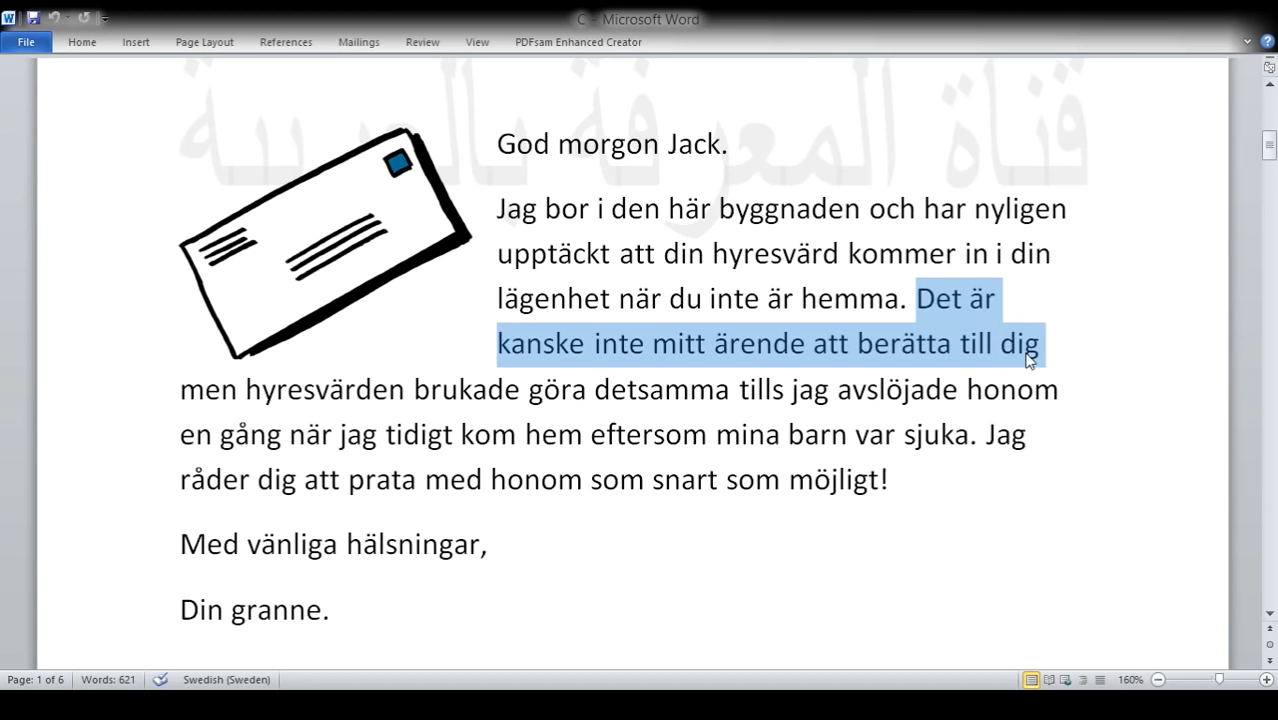 C - Microsoft Word
File Home Insert Page Layout References Mailings Review View PDFsam Enhanced Creator
قناة المعرفة بالعربية
God morgon Jack.
Jag bor i den här byggnaden och har nyligen
upptäckt att din hyresvärd kommer in i din
lägenhet när du inte är hemma. Det är
kanske inte mitt ärende att berätta till dig
men hyresvärden brukade göra detsamma tills jag avslöjade honom
en gång när jag tidigt kom hem eftersom mina barn var sjuka. Jag
råder dig att prata med honom som snart som möjligt!
Med vänliga hälsningar,
Din granne.
Page: 1 of 6 Words: 621 Swedish (Sweden) 160%